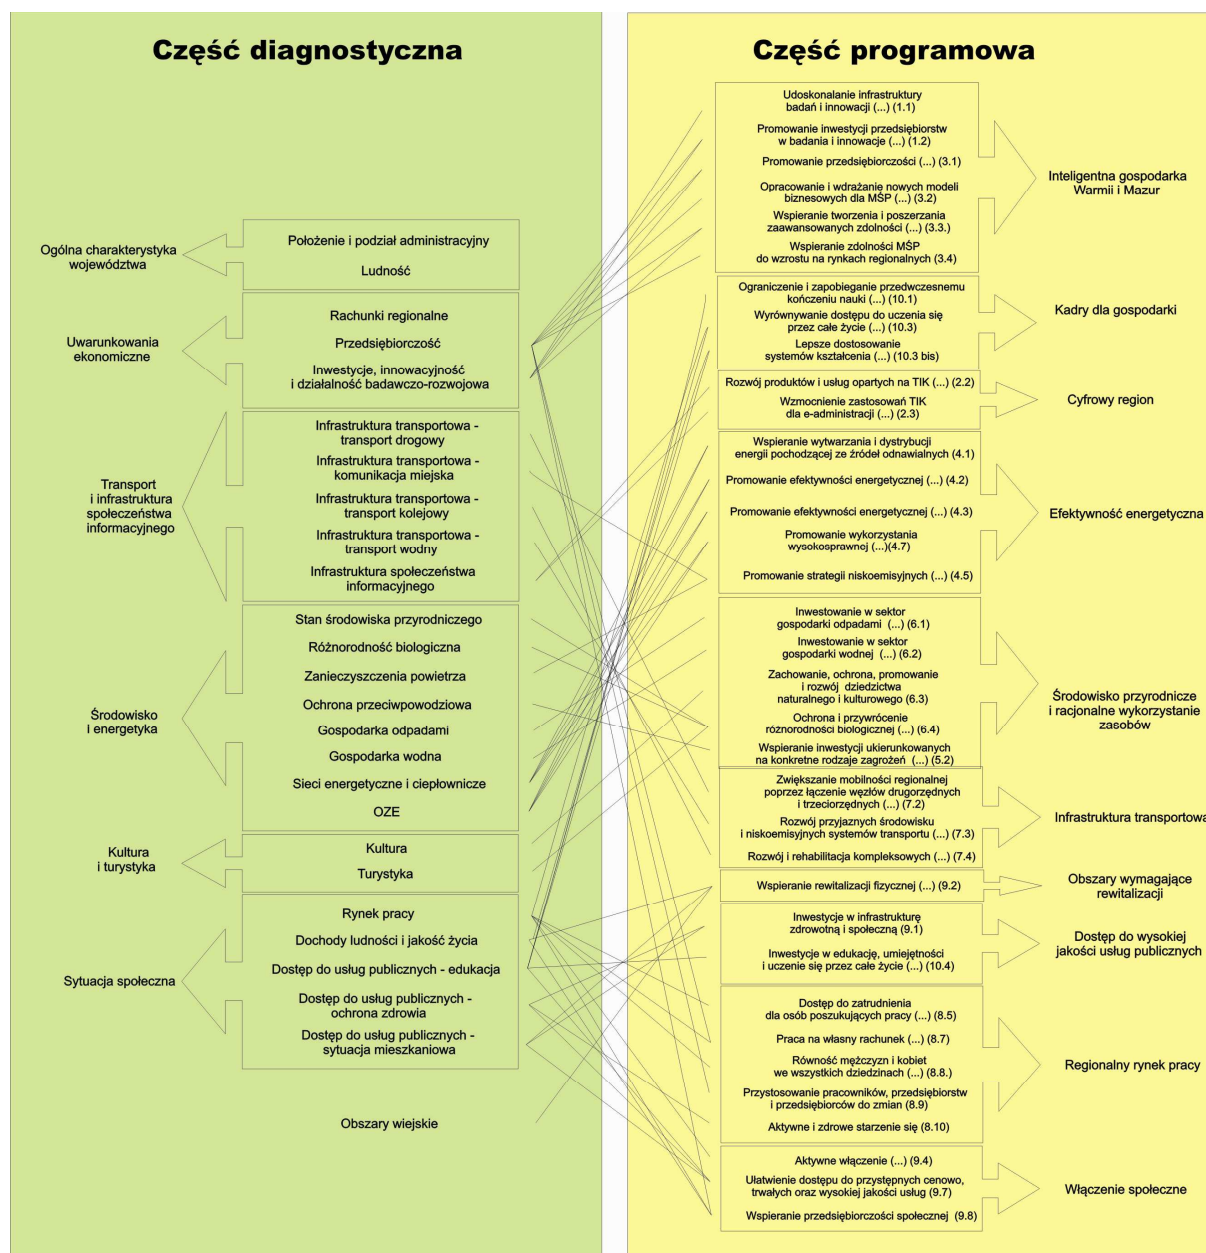 Część diagnostyczna
Ogólna charakterystyka
województwa
Położenie i podział administracyjny
Ludność
Uwarunkowania
ekonomiczne
Rachunki regionalne
Przedsiębiorczość
Inwestycje, innowacyjność
i działalność badawczo-rozwojowa
Transport
i infrastruktura
społeczeństwa
informacyjnego
Infrastruktura transportowa -
transport drogowy
Infrastruktura transportowa -
komunikacja miejska
Infrastruktura transportowa -
transport kolejowy
Infrastruktura transportowa -
transport wodny
Infrastruktura społeczeństwa
informacyjnego
Środowisko
I energetyka
Stan środowiska przyrodniczego
Różnorodność biologiczna
Zanieczyszczenia powietrza
Ochrona przeciwpowodziowa
Gospodarka odpadami
Gospodarka wodna
Sieci energetyczne i ciepłownicze
OZE
Kultura
i turystyka
Kultura
Turystyka
Sytuacja społeczna
Rynek pracy
Dochody ludności i jakość życia
Dostęp do usług publicznych - edukacja
Dostęp do usług publicznych -
ochrona zdrowia
Dostęp do usług publicznych -
sytuacja mieszkaniowa
Obszary wiejskie
Część programowa
Udoskonalanie infrastruktury
badań i innowacji (...) (1.1)
Promowanie inwestycji przedsiębiorstw
w badania i innowacje (...) (1.2)
Promowanie przedsiębiorczości (...) (3.1)
Opracowanie i wdrażanie nowych modeli
biznesowych dla MŚP (...) (3.2)
Wspieranie tworzenia i poszerzania
zaawansowanych zdolności (...) (3.3.)
Wspieranie zdolności MŚP
do wzrostu na rynkach regionalnych (3.4)
Inteligentna gospodarka
Warmii i Mazur
Ograniczenie i zapobieganie przedwczesnemu
kończeniu nauki (...) (10.1)
Wyrównywanie dostępu do uczenia się
przez całe życie (...) (10.3)
Lepsze dostosowanie
systemów kształcenia (...) (10.3 bis)
Kadry dla gospodarki
Rozwój produktów i usług opartych na TIK (...) (2.2)
Wzmocnienie zastosowań TIK
dla e-administracji (...) (2.3)
Cyfrowy region
Wspieranie wytwarzania i dystrybucji
energii pochodzącej ze źródeł odnawialnych (4.1)
Promowanie efektywności energetycznej (...) (4.2)
Promowanie efektywności energetycznej (...) (4.3)
Promowanie wykorzystania
wysokosprawnej (...)(4.7)
Promowanie strategii niskoemisyjnych (...) (4.5)
Efektywność energetyczna
Inwestowanie w sektor
gospodarki odpadami (...) (6.1)
Inwestowanie w sektor
gospodarki wodnej (...) (6.2)
Zachowanie, ochrona, promowanie
i rozwój dziedzictwa
naturalnego i kulturowego (6.3)
Ochrona i przywrócenie
różnorodności biologicznej (...) (6.4)
Wspieranie inwestycji ukierunkowanych
na konkretne rodzaje zagrożeń (...) (5.2)
Środowisko przyrodnicze
i racjonalne wykorzystanie
zasobów
Zwiększanie mobilności regionalnej
poprzez łączenie węzłów drugorzędnych
i trzeciorzędnych (...) (7.2)
Rozwój przyjaznych środowisku
i niskoemisyjnych systemów transportu (...) (7.3)
Rozwój i rehabilitacja kompleksowych (...) (7.4)
Infrastruktura transportowa
Wspieranie rewitalizacji fizycznej (...) (9.2)
Obszary wymagające
rewitalizacji
Inwestycje w infrastrukturę
zdrowotną i społeczną (9.1)
Inwestycje w edukację, umiejętności
i uczenie się przez całe życie (...) (10.4)
Dostęp do wysokiej
jakości usług publicznych
Dostęp do zatrudnienia
dla osób poszukujących pracy (...) (8.5)
Praca na własny rachunek (...) (8.7)
Równość mężczyzn i kobiet
we wszystkich dziedzinach (...) (8.8.)
Przystosowanie pracowników, przedsiębiorstw
i przedsiębiorców do zmian (8.9)
Aktywne i zdrowe starzenie się (8.10)
Regionalny rynek pracy
Aktywne włączenie (...) (9.4)
Ułatwienie dostępu do przystępnych cenowo,
trwałych oraz wysokiej jakości usług (9.7)
Wspieranie przedsiębiorczości społecznej (9.8)
Włączenie społeczne